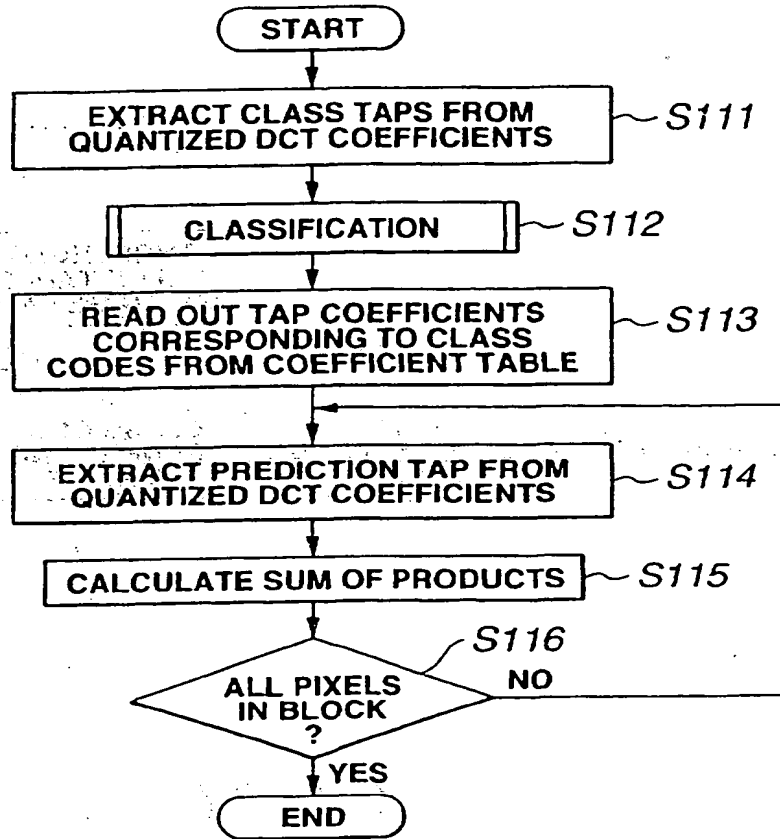 START
EXTRACT CLASS TAPS FROM
QUANTIZED DCT COEFFICIENTS
S111
CLASSIFICATION
S112
READ OUT TAP COEFFICIENTS
CORRESPONDING TO CLASS
CODES FROM COEFFICIENT TABLE
S113
EXTRACT PREDICTION TAP FROM
QUANTIZED DCT COEFFICIENTS
S114
CALCULATE SUM OF PRODUCTS
S115
S116
ALL PIXELS
IN BLOCK
?
NO
YES
END